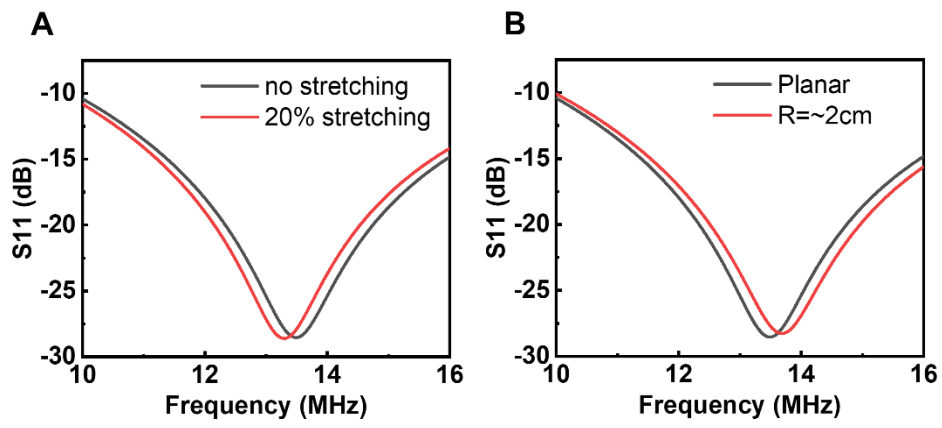 A
S11 (dB)
-10
-15
-20
-25
-30
no stretching
20% stretching
10
12
14
16
Frequency (MHz)
B
S11 (dB)
-10
-15
-20
-25
-30
Planar
R=~2cm
10
12
14
16
Frequency (MHz)